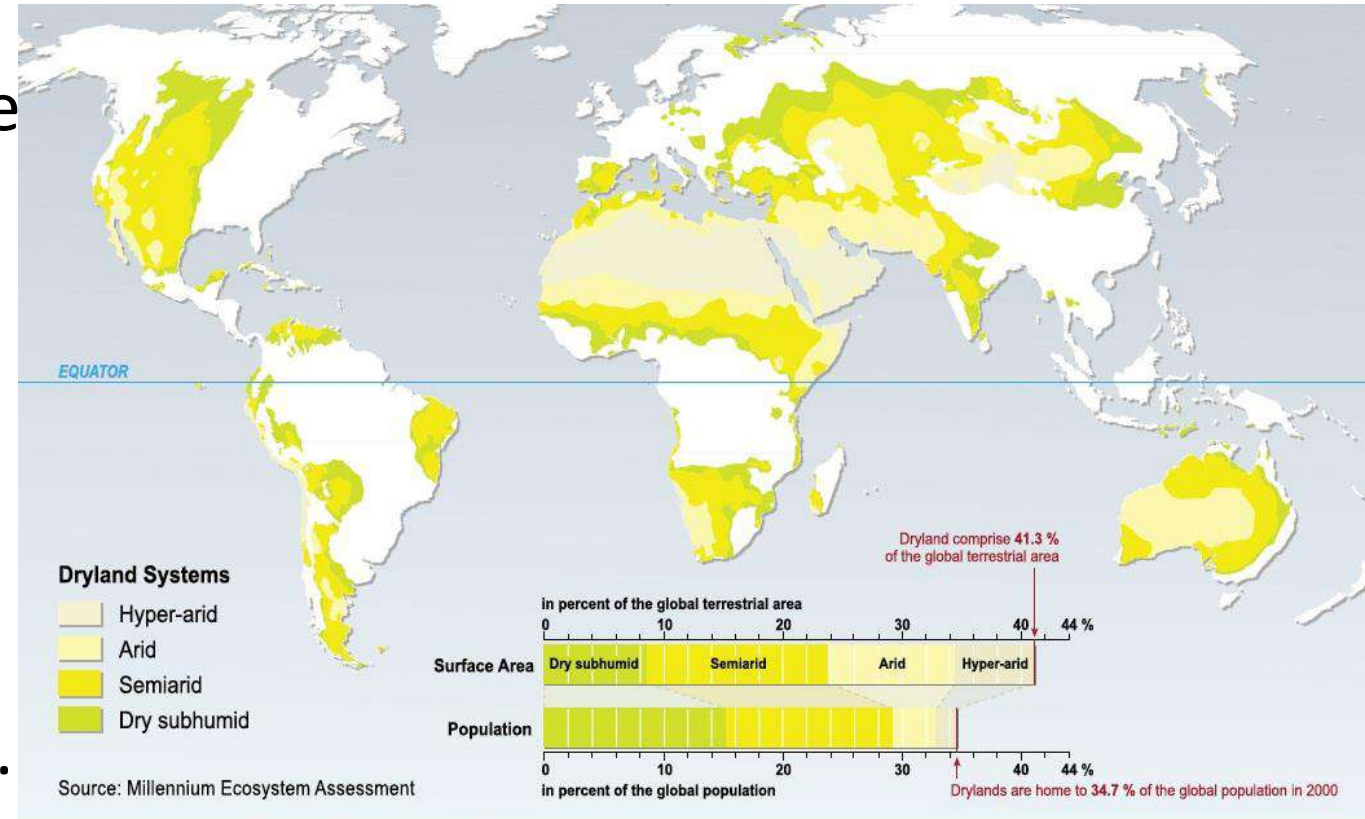 e
EQUATOR
Dryland Systems
Hyper-arid
Arid
Semiarid
Dry subhumid
.
Source: Millennium Ecosystem Assessment
Dryland comprise 41.3 %
of the global terrestrial area
in percent of the global terrestrial area
0 10 20 30 40 44 %
Surface Area Dry subhumid Semiarid Arid Hyper-arid
Population
0 10 20 30 40 44 %
in percent of the global population
Drylands are home to 34.7 % of the global population in 2000